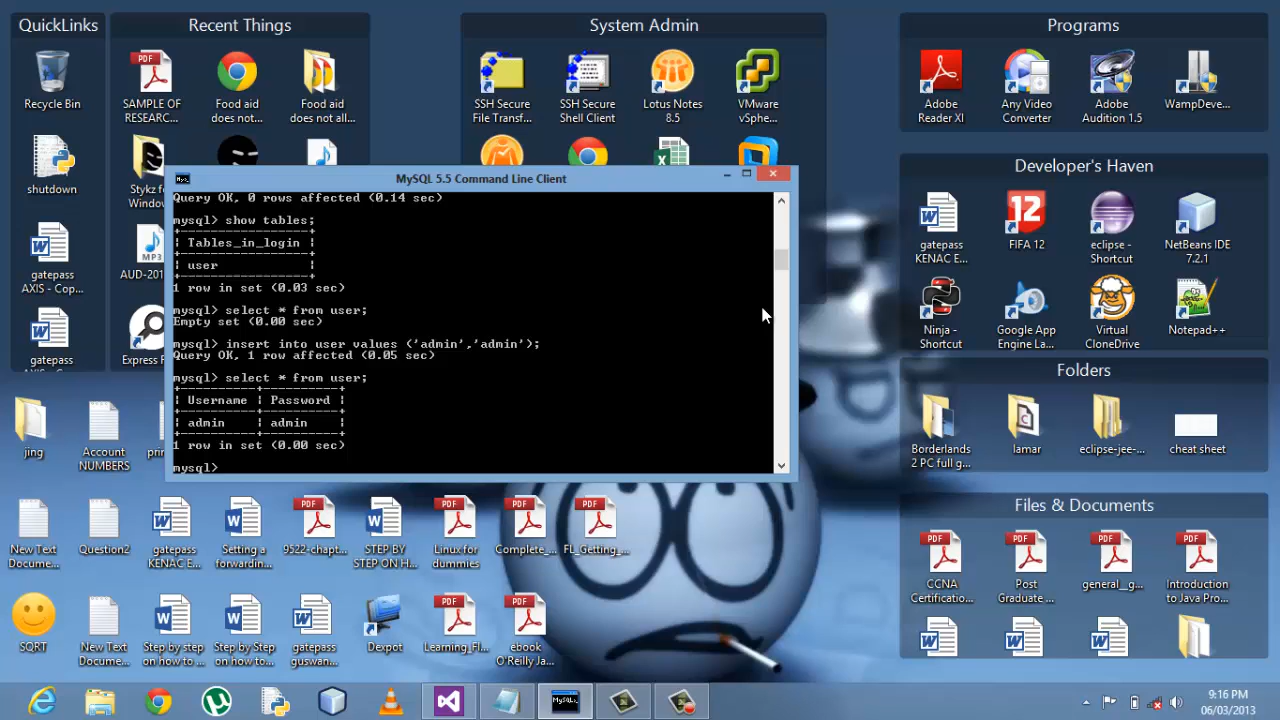 QuickLinks
Recent Things
System Admin
Programs
Recycle Bin
SAMPLE OF
RESEARC...
Food aid
does not...
Food aid
does not all...
SSH Secure
File Transf...
SSH Secure
Shell Client
Lotus Notes
8.5
VMware
vSphe...
Adobe
Reader XI
Any Video
Converter
Adobe
Audition 1.5
WampDeve...
Developer's Haven
shutdown
Stykz for
Window...
gatepass
AXIS - Cop...
AUD-201...
gatepass
AXIS - C...
Express R...
gatepass
KENAC E...
FIFA 12
eclipse -
Shortcut
NetBeans IDE
7.2.1
Ninja -
Shortcut
Google App
Engine La...
Virtual
CloneDrive
Notepad++
MySQL 5.5 Command Line Client
Query OK, 0 rows affected (0.14 sec)
mysql> show tables;
| Tables_in_login |
| user |
1 row in set (0.03 sec)
mysql> select * from user;
Empty set (0.00 sec)
mysql> insert into user values ('admin','admin');
Query OK, 1 row affected (0.05 sec)
mysql> select * from user;
| Username | Password |
| admin | admin |
1 row in set (0.00 sec)
mysql>
Folders
Borderlands
2 PC full g...
lamar
eclipse-jee-...
cheat sheet
jing
Account
NUMBERS
Files & Documents
New Text
Docume...
Question2
gatepass
KENAC E...
Setting a
forwardin...
9522-chapt...
STEP BY
STEP ON H...
Linux for
dummies
Complete_...
FL_Getting_...
CCNA
Certificatio...
Post
Graduate ...
general__g...
Introduction
to Java Pro...
SQRT
New Text
Docume...
Step by step
on how to ...
Step by Step
on how to...
gatepass
guswan...
Dexpot
Learning_Fl...
ebook
O'Reilly Ja...
9:16 PM
06/03/2013